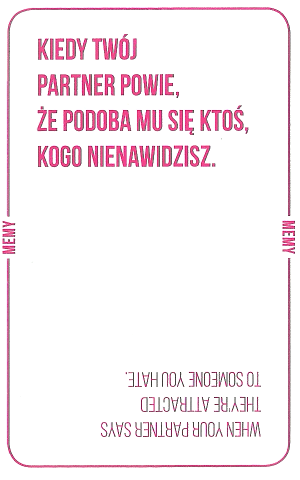 KIEDY TWÓJ
PARTNER POWIE,
ŻE PODOBA MU SIĘ KTOŚ,
KOGO NIENAWIDZISZ.
MEMY
MEMY
WHEN YOUR PARTNER SAYS
THEY'RE ATTRACTED
TO SOMEONE YOU HATE.